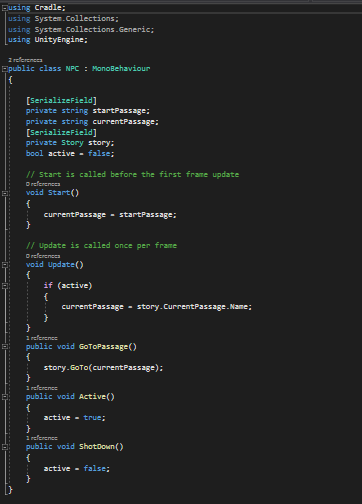 using Cradle;
using System.Collections;
using System.Collections.Generic;
using UnityEngine;
2 references
public class NPC : MonoBehaviour
{
[SerializeField]
private string startPassage;
private string currentPassage;
[SerializeField]
private Story story;
bool active = false;
// Start is called before the first frame update
0 references
void Start()
{
currentPassage = startPassage;
}
// Update is called once per frame
0 references
void Update()
{
if (active)
{
currentPassage = story.CurrentPassage.Name;
}
}
1 reference
public void GoToPassage()
{
story.GoTo(currentPassage);
}
1 reference
public void Active()
{
active = true;
}
1 reference
public void ShotDown()
{
active = false;
}
}